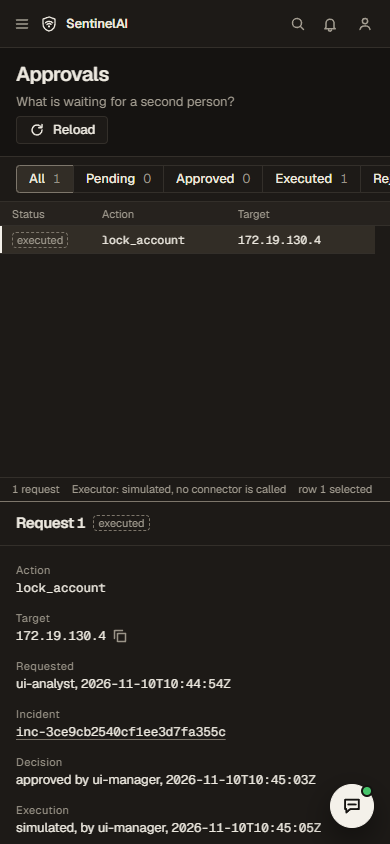 SentinelAI
Approvals
What is waiting for a second person?
Reload
All 1 Pending 0 Approved 0 Executed 1
Status Action Target
executed lock_account 172.19.130.4
1 request Executor: simulated, no connector is called row 1 selected
Request 1 executed
Action
lock_account
Target
172.19.130.4
Requested
ui-analyst, 2026-11-10T10:44:54Z
Incident
inc-3ce9cb2540cf1ee3d7fa355c
Decision
approved by ui-manager, 2026-11-10T10:45:03Z
Execution
simulated, by ui-manager, 2026-11-10T10:45:05Z